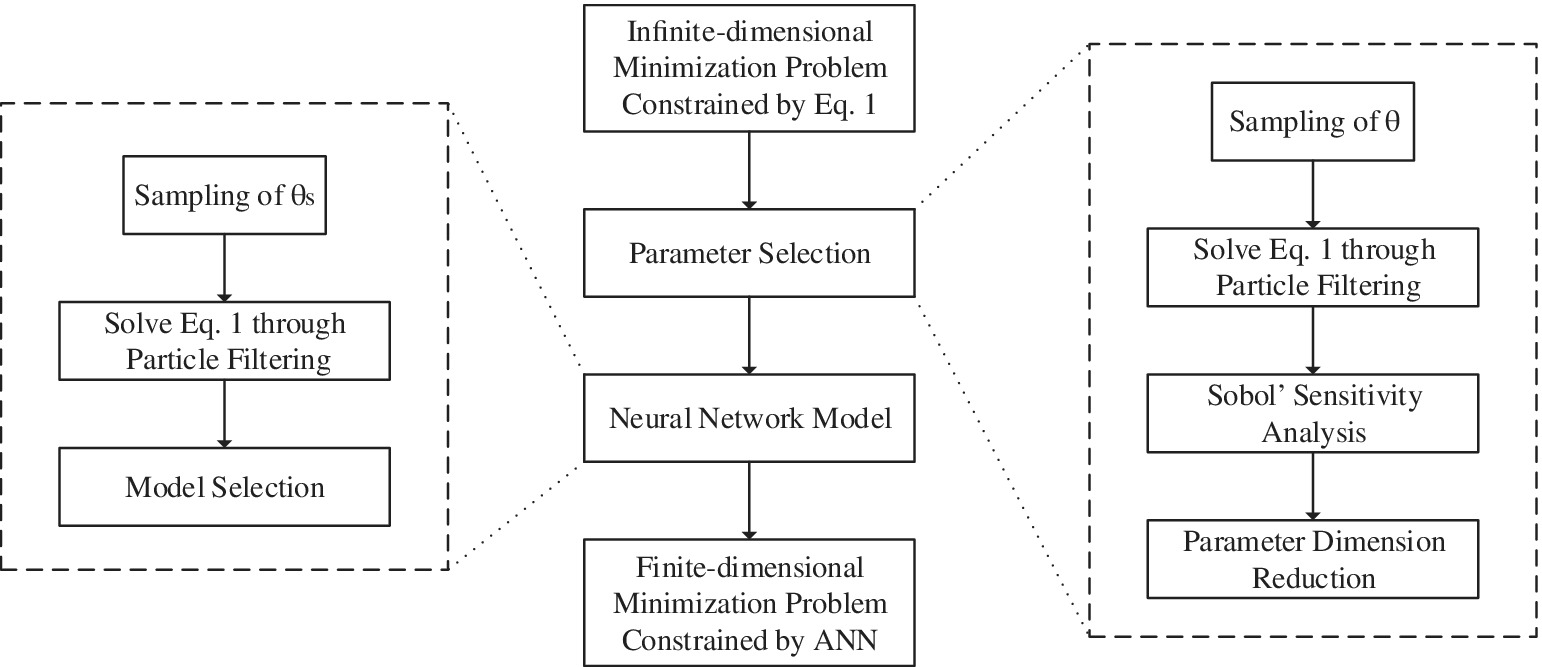 Infinite-dimensional
Minimization Problem
Constrained by Eq. 1
Parameter Selection
Neural Network Model
Finite-dimensional
Minimization Problem
Constrained by ANN
Sampling of θs
Solve Eq. 1 through
Particle Filtering
Model Selection
Sampling of θ
Solve Eq. 1 through
Particle Filtering
Sobol’ Sensitivity
Analysis
Parameter Dimension
Reduction